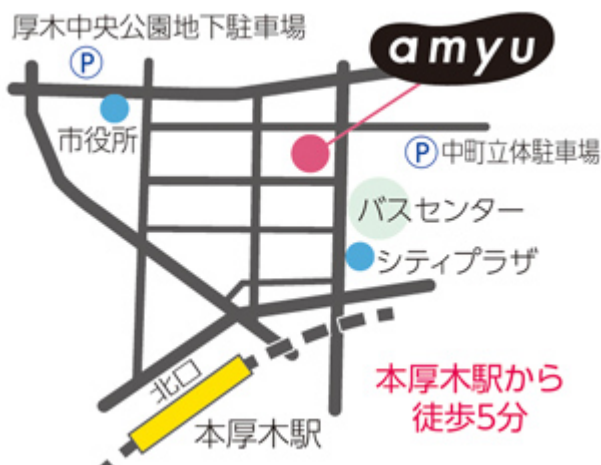 厚木中央公園地下駐車場
P
amyu
市役所
P 中町立体駐車場
バスセンター
シティプラザ
北口
本厚木駅
本厚木駅から
徒歩5分